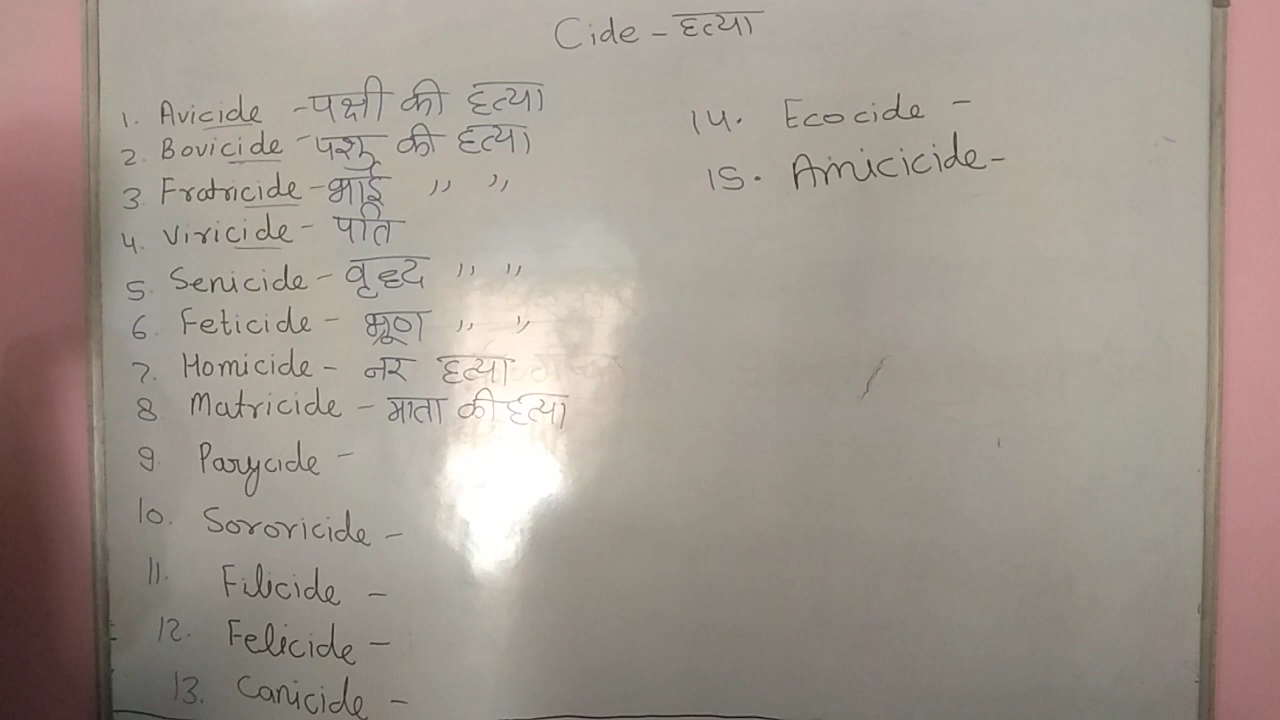 Cide - हत्या
1. Avicide - पक्षी की हत्या
2. Bovicide - पशु की हत्या
3. Fratricide - भाई " "
4. Viricide - पति
5. Senicide - वृध्द " "
6. Feticide - भ्रूण " "
7. Homicide - नर हत्या
8 Matricide - माता की हत्या
9. Parycide -
10. Sororicide -
11. Filicide -
12. Felicide -
13. Canicide -
14. Ecocide -
15. Amicicide -